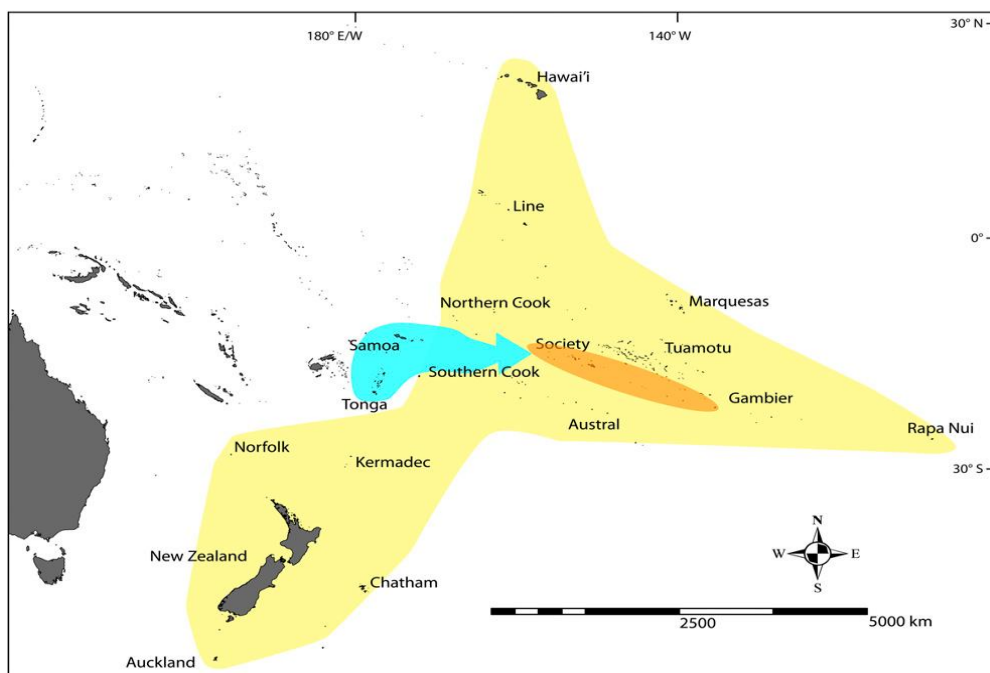 180° E/W
140° W
30° N
Hawai’i
Line
0°
Northern Cook
Marquesas
Samoa
Society
Tuamotu
Southern Cook
Tonga
Gambier
Austral
Rapa Nui
Norfolk
Kermadec
30° S
N
New Zealand
W
E
Chatham
S
2500
5000 km
Auckland